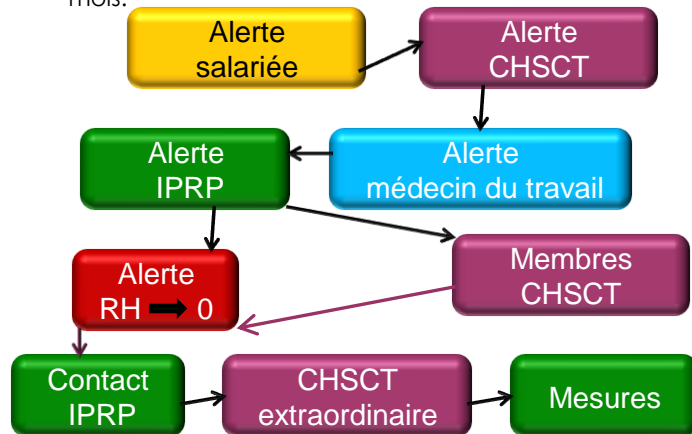 mois.
Alerte
salariée
Alerte
CHSCT
Alerte
IPRP
Alerte
médecin du travail
Alerte
RH ➡ 0
Membres
CHSCT
Contact
IPRP
CHSCT
extraordinaire
Mesures